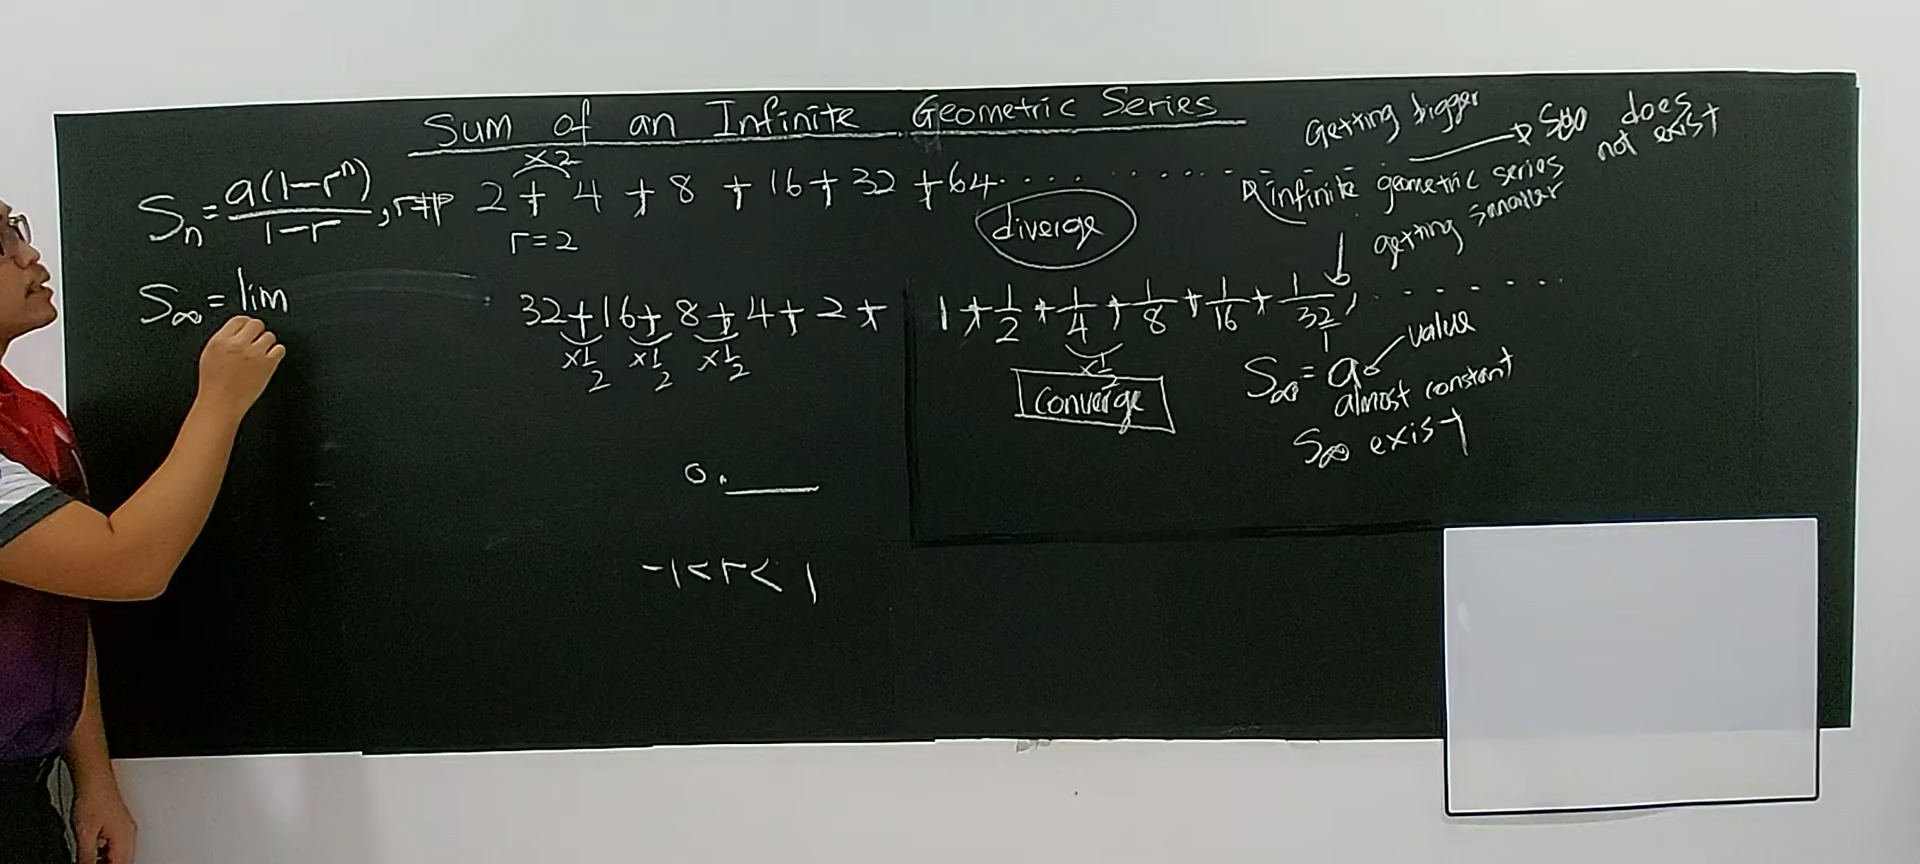 Sum of an Infinite Geometric Series
Sn = a(1-rⁿ)/1-r, r≠1
×2
2 + 4 + 8 + 16 + 32 + 64 . . . . . . . . . . . .
r = 2
diverge
Getting bigger
S∞ does not exist
infinite geometric series
getting smaller
S∞ = lim
32 + 16 + 8 + 4 + 2 + 1 + 1/2 + 1/4 + 1/8 + 1/16 + 1/32 , . . . . . . .
×1/2 ×1/2 ×1/2 ×1/2
converge
S∞ = a
value
almost constant
S∞ exist
0.___
-1 < r < 1